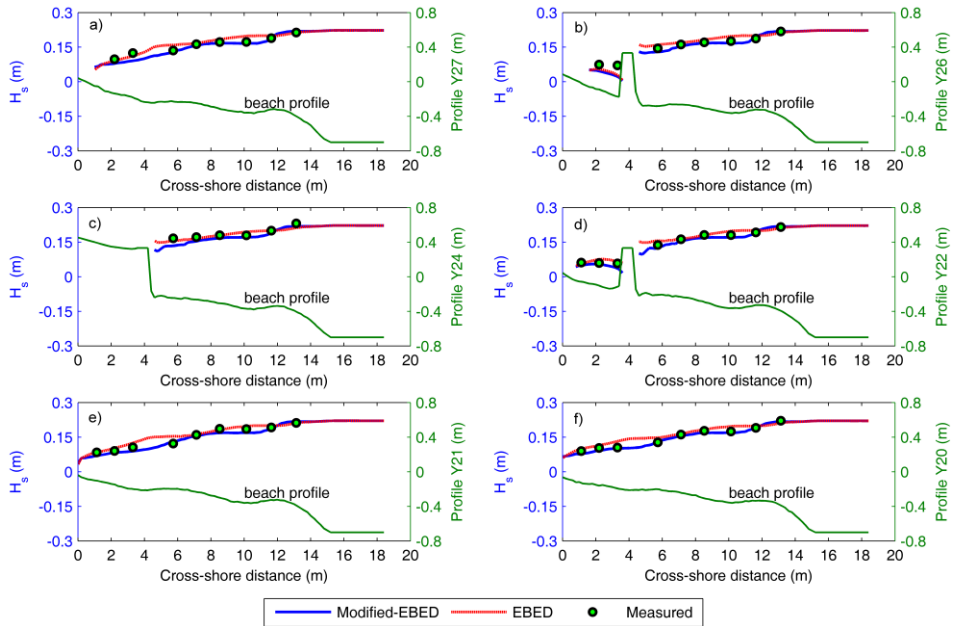 0.3 0.8 0.3 0.8
a) b)
0.15 0.4 0.15 0.4
H_s (m) 0 0 Profile Y27 (m) H_s (m) 0 0 Profile Y26 (m)
beach profile beach profile
-0.15 -0.4 -0.15 -0.4
-0.3 -0.8 -0.3 -0.8
0 2 4 6 8 10 12 14 16 18 20 0 2 4 6 8 10 12 14 16 18 20
Cross-shore distance (m) Cross-shore distance (m)
0.3 0.8 0.3 0.8
c) d)
0.15 0.4 0.15 0.4
H_s (m) 0 0 Profile Y24 (m) H_s (m) 0 0 Profile Y22 (m)
beach profile beach profile
-0.15 -0.4 -0.15 -0.4
-0.3 -0.8 -0.3 -0.8
0 2 4 6 8 10 12 14 16 18 20 0 2 4 6 8 10 12 14 16 18 20
Cross-shore distance (m) Cross-shore distance (m)
0.3 0.8 0.3 0.8
e) f)
0.15 0.4 0.15 0.4
H_s (m) 0 0 Profile Y21 (m) H_s (m) 0 0 Profile Y20 (m)
beach profile beach profile
-0.15 -0.4 -0.15 -0.4
-0.3 -0.8 -0.3 -0.8
0 2 4 6 8 10 12 14 16 18 20 0 2 4 6 8 10 12 14 16 18 20
Cross-shore distance (m) Cross-shore distance (m)
Modified-EBED EBED Measured